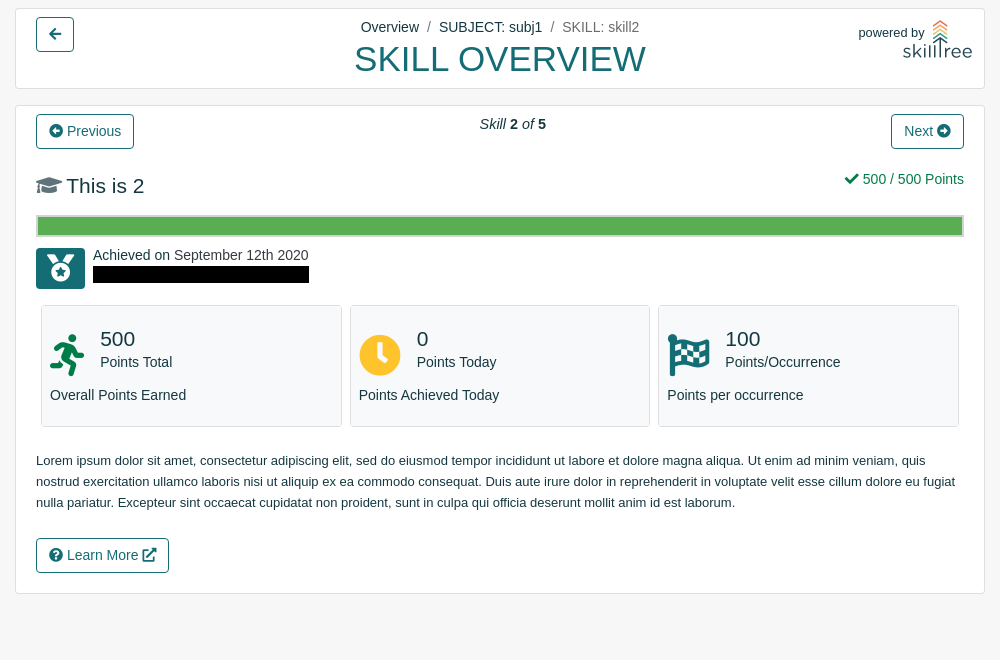 Overview / SUBJECT: subj1 / SKILL: skill2
SKILL OVERVIEW
powered by
skilltree
Previous
Skill 2 of 5
Next
This is 2
500 / 500 Points
Achieved on September 12th 2020
500
Points Total
Overall Points Earned
0
Points Today
Points Achieved Today
100
Points/Occurrence
Points per occurrence
Lorem ipsum dolor sit amet, consectetur adipiscing elit, sed do eiusmod tempor incididunt ut labore et dolore magna aliqua. Ut enim ad minim veniam, quis
nostrud exercitation ullamco laboris nisi ut aliquip ex ea commodo consequat. Duis aute irure dolor in reprehenderit in voluptate velit esse cillum dolore eu fugiat
nulla pariatur. Excepteur sint occaecat cupidatat non proident, sunt in culpa qui officia deserunt mollit anim id est laborum.
Learn More